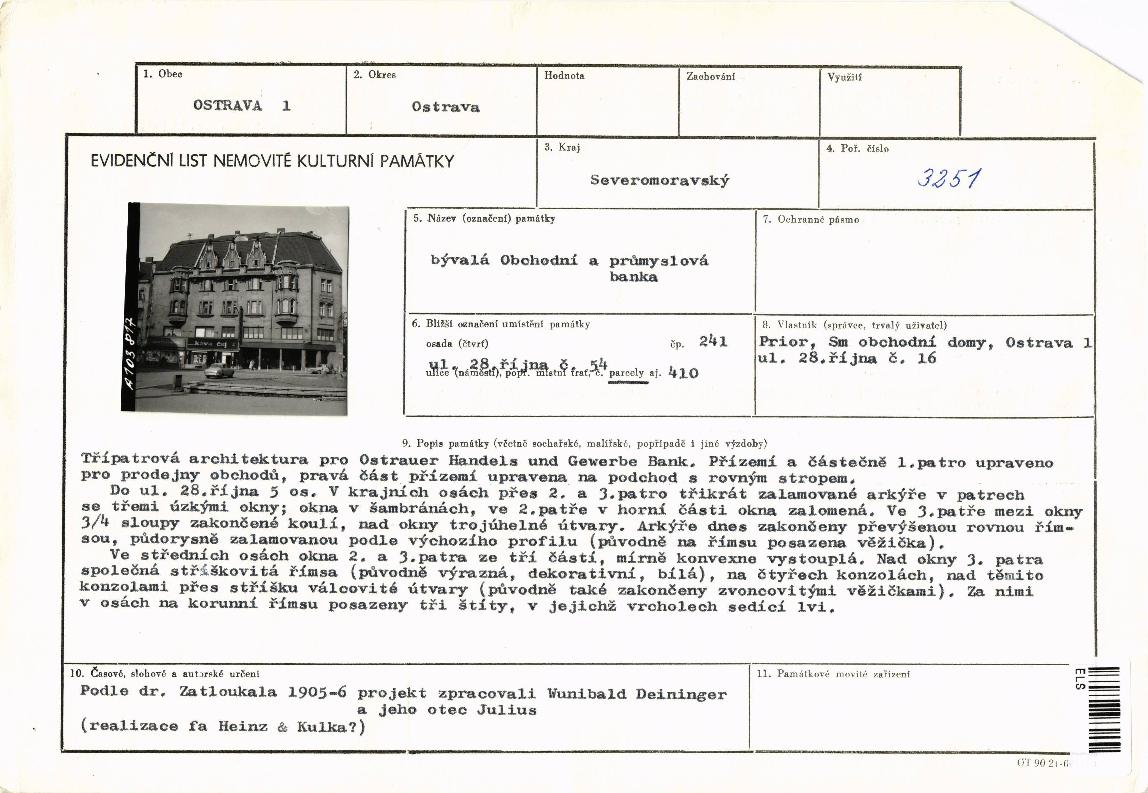 1. Obec
OSTRAVA 1
2. Okres
Ostrava
Hodnota
Zachování
Využití
EVIDENČNÍ LIST NEMOVITÉ KULTURNÍ PAMÁTKY
3. Kraj
Severomoravský
4. Poř. číslo
3251
A 103 817
5. Název (označení) památky
bývalá Obchodní a průmyslová
banka
7. Ochranné pásmo
6. Bližší označení umístění památky
osada (čtvrť) čp. 241
ul. 28.října č. 54
ulice (náměstí), popř. místní trať, č. parcely aj. 410
8. Vlastník (správce, trvalý uživatel)
Prior, Sm obchodní domy, Ostrava 1
ul. 28.října č. 16
9. Popis památky (včetně sochařské, malířské, popřípadě i jiné výzdoby)
Třípatrová architektura pro Ostrauer Handels und Gewerbe Bank. Přízemí a částečně 1.patro upraveno
pro prodejny obchodů, pravá část přízemí upravena na podchod s rovným stropem.
Do ul. 28.října 5 os. V krajních osách přes 2. a 3.patro třikrát zalamované arkýře v patrech
se třemi úzkými okny; okna v šambránách, ve 2.patře v horní části okna zalomená. Ve 3.patře mezi okny
3/4 sloupy zakončené koulí, nad okny trojúhelné útvary. Arkýře dnes zakončeny převýšenou rovnou řím-
sou, půdorysně zalamovanou podle výchozího profilu (původně na římsu posazena věžička).
Ve středních osách okna 2. a 3.patra ze tří částí, mírně konvexne vystouplá. Nad okny 3. patra
společná stříškovitá římsa (původně výrazná, dekorativní, bílá), na čtyřech konzolách, nad těmito
konzolami přes stříšku válcovité útvary (původně také zakončeny zvoncovitými věžičkami). Za nimi
v osách na korunní římsu posazeny tři štíty, v jejichž vrcholech sedící lvi.
10. Časové, slohové a autorské určení
Podle dr. Zatloukala 1905-6 projekt zpracovali Wunibald Deininger
a jeho otec Julius
(realizace fa Heinz & Kulka?)
11. Památkově movité zařízení
ELS